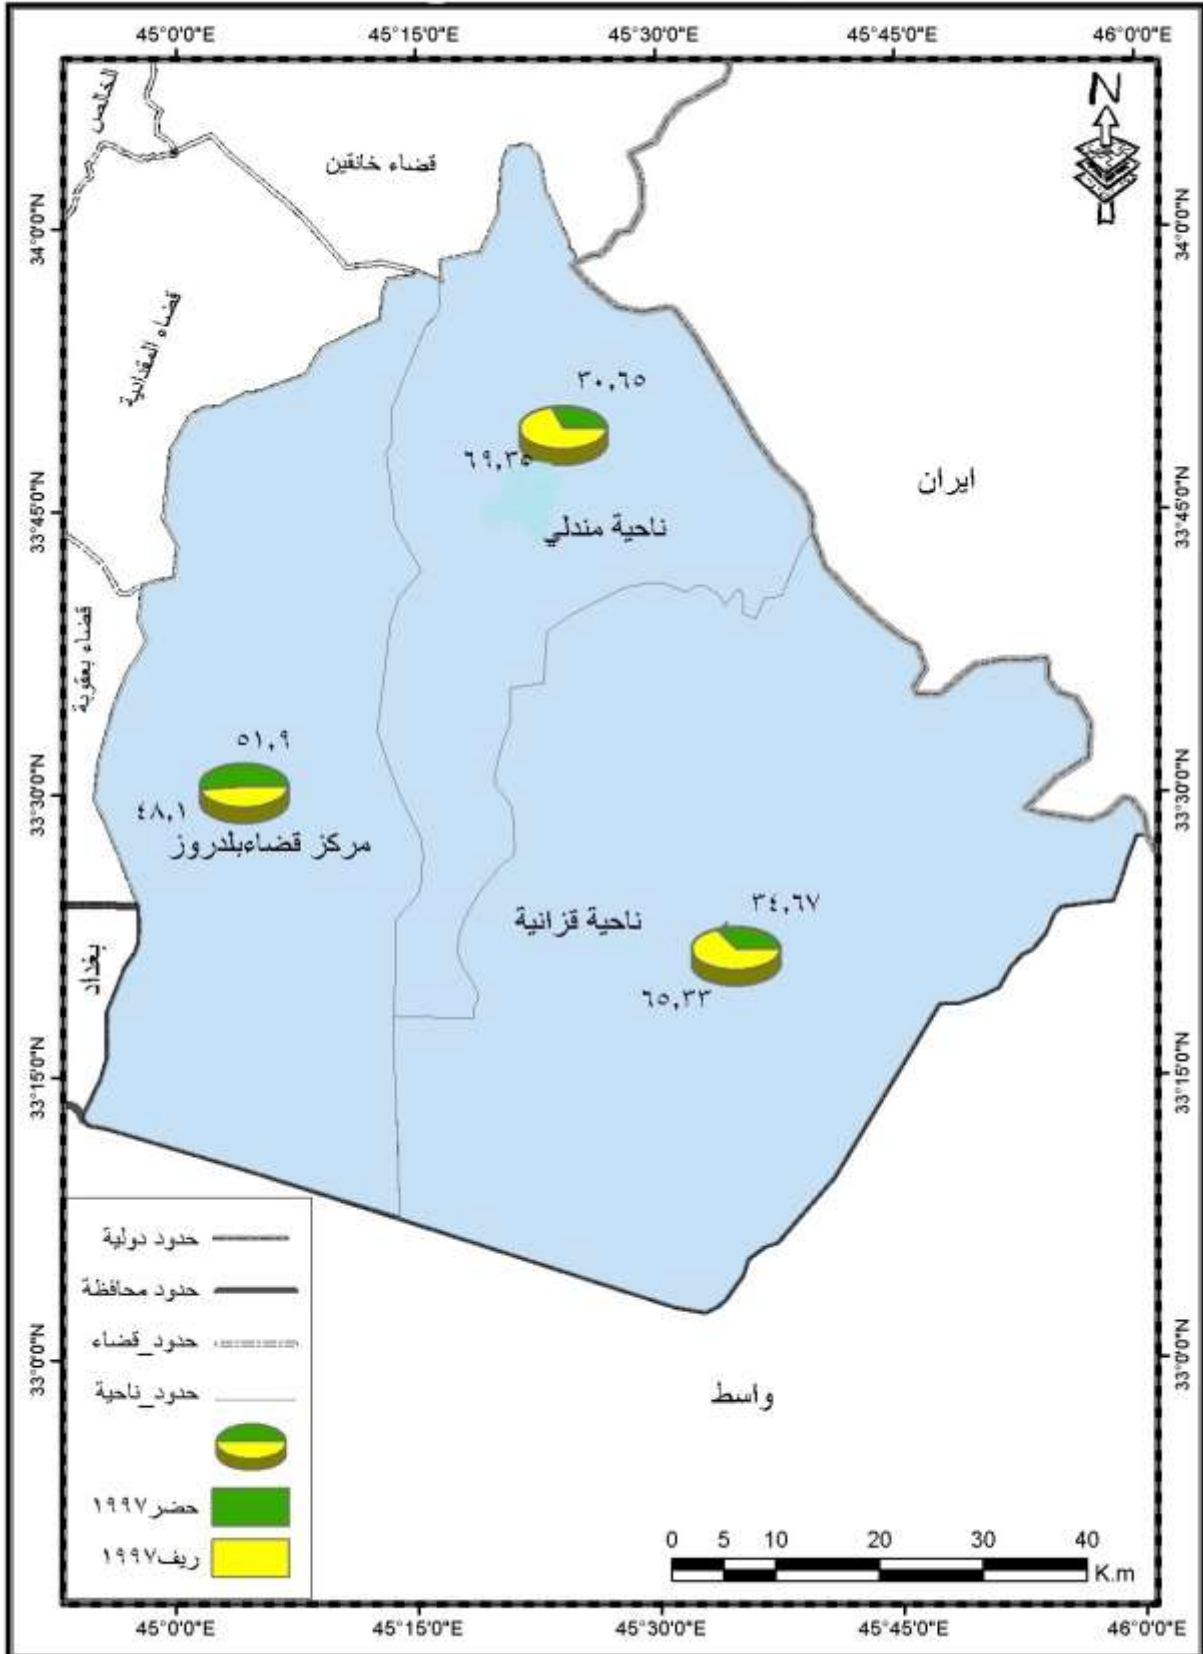 45°0'0"E 45°15'0"E 45°30'0"E 45°45'0"E 46°0'0"E
N
الخالص
قضاء خانقين
34°0'0"N
34°0'0"N
قضاء المقدادية
٣٠,٦٥
٦٩,٣٥
ايران
33°45'0"N
33°45'0"N
ناحية مندلي
قضاء بعقوبة
٥١,٩
٤٨,١
33°30'0"N
33°30'0"N
مركز قضاءبلدروز
٣٤,٦٧
ناحية قزانية
بغداد
٦٥,٣٣
33°15'0"N
33°15'0"N
حدود دولية
حدود محافظة
حدود_قضاء
حدود_ناحية
33°0'0"N
33°0'0"N
واسط
حضر١٩٩٧
ريف١٩٩٧
0 5 10 20 30 40
K.m
45°0'0"E 45°15'0"E 45°30'0"E 45°45'0"E 46°0'0"E